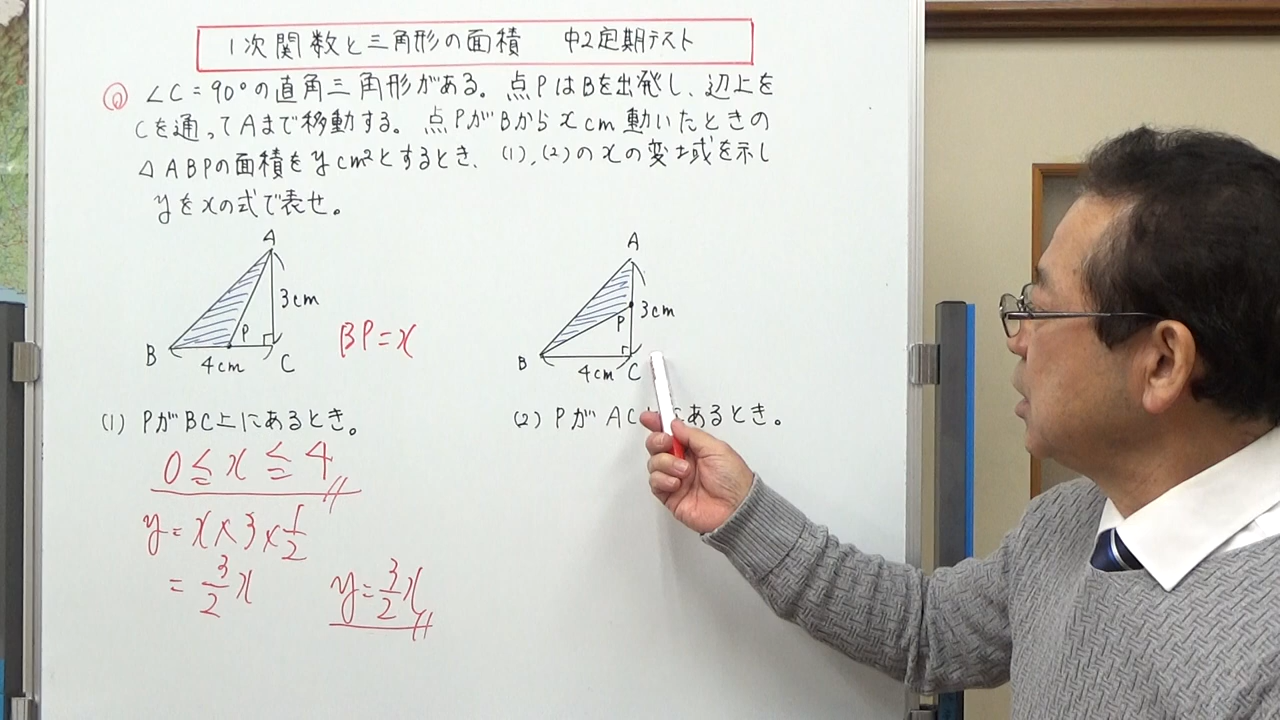 1次関数と三角形の面積 中2定期テスト
Q ∠C=90°の直角三角形がある。点PはBを出発し、辺上を
Cを通ってAまで移動する。点PがBからxcm動いたときの
△ABPの面積をycm²とするとき、(1),(2)のxの変域を示し
yをxの式で表せ。
A
3cm
B
P
4cm
C
BP=x
A
3cm
P
B
4cm
C
(1) PがBC上にあるとき。
0≦x≦4
y=x×3×1/2
=3/2x
y=3/2x
(2) PがAC上にあるとき。